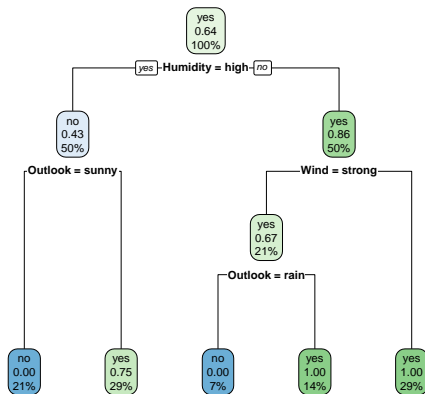 yes
0.64
100%
yes Humidity = high no
no
0.43
50%
yes
0.86
50%
Outlook = sunny
Wind = strong
yes
0.67
21%
Outlook = rain
no
0.00
21%
yes
0.75
29%
no
0.00
7%
yes
1.00
14%
yes
1.00
29%